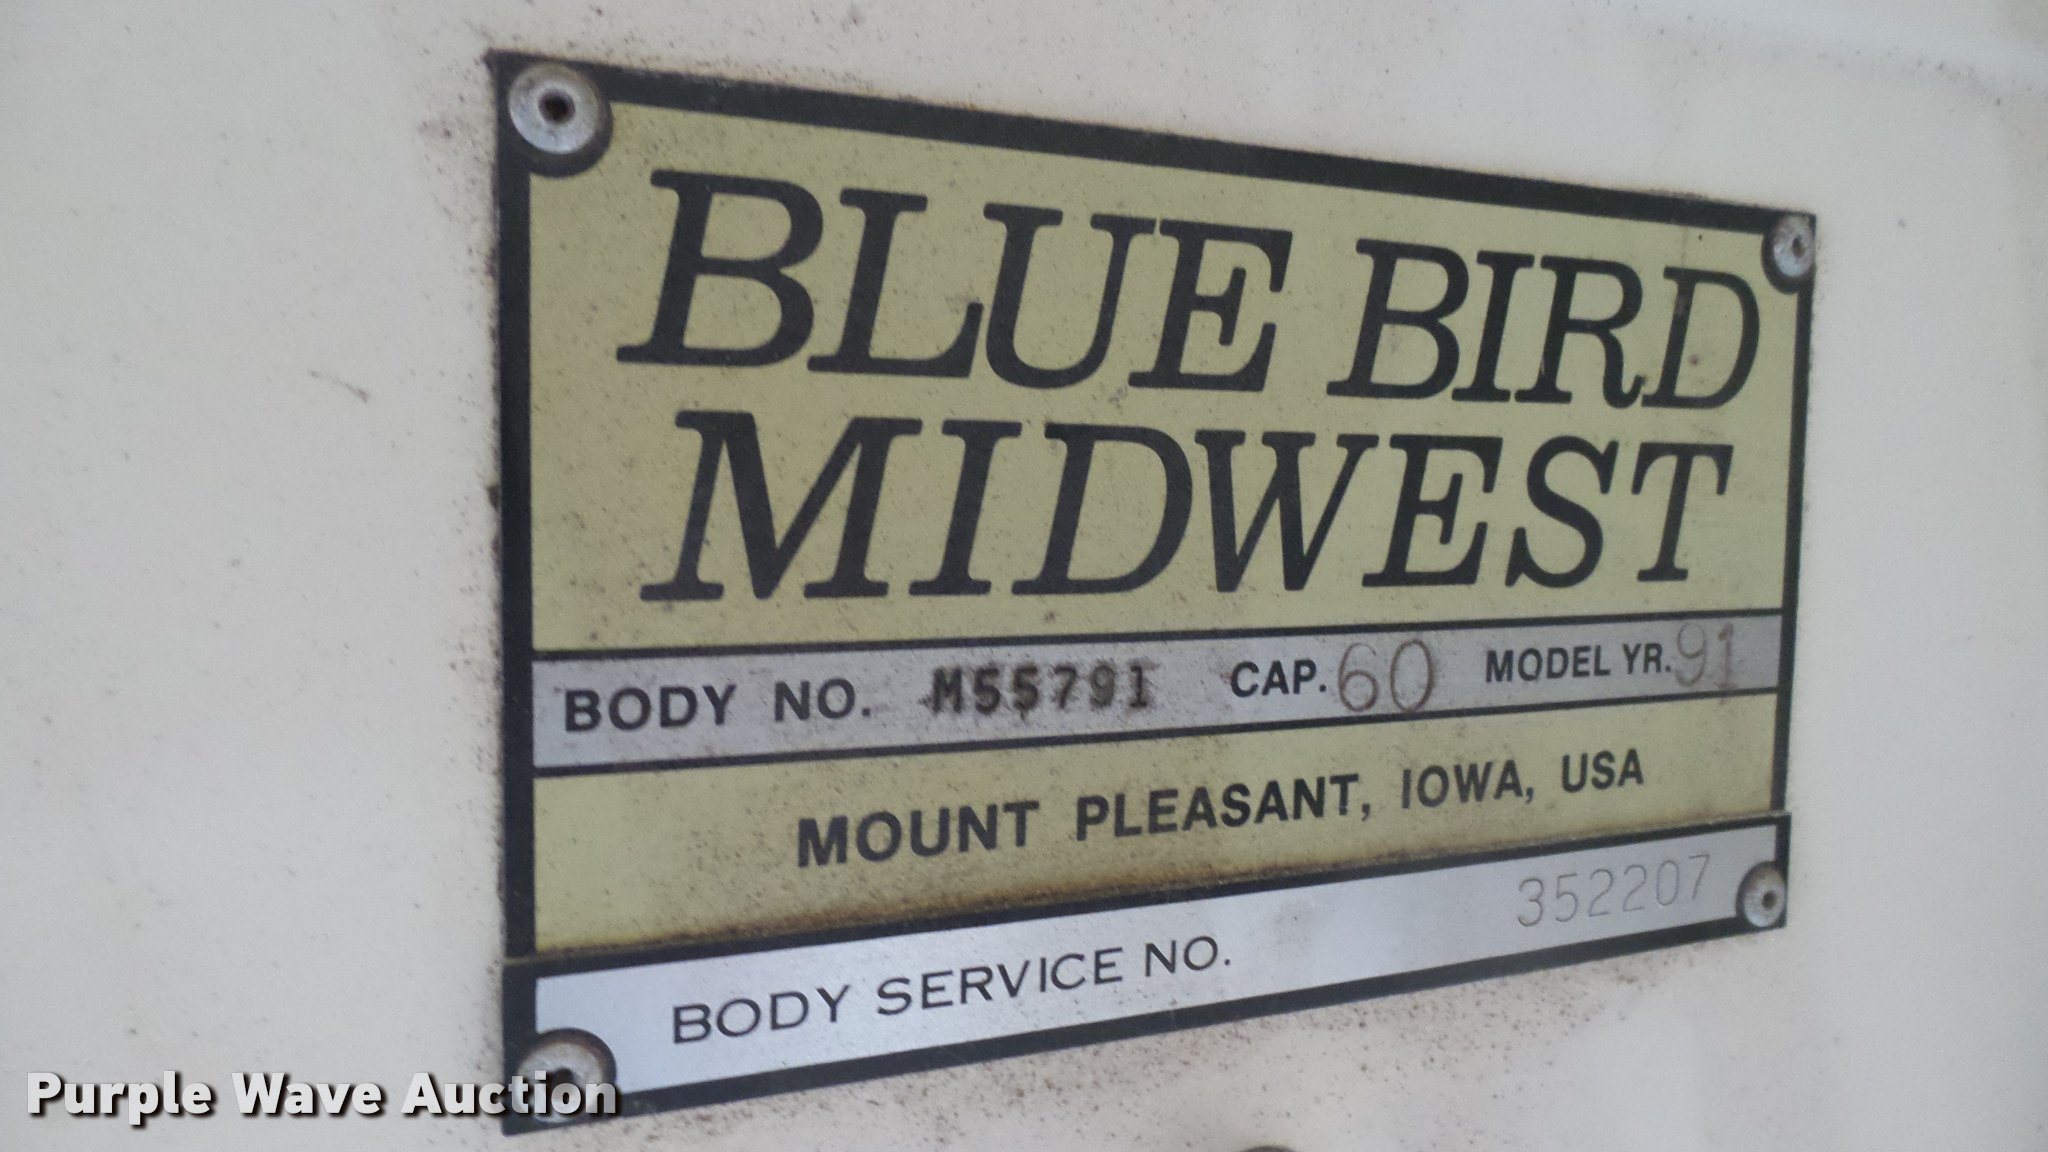 BLUE BIRD
MIDWEST
BODY NO. M55791 CAP. 60 MODEL YR. 91
MOUNT PLEASANT, IOWA, USA
BODY SERVICE NO. 352207
Purple Wave Auction